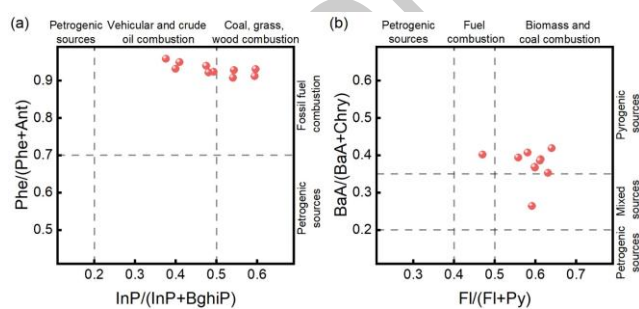 (a)
Petrogenic
sources
Vehicular and crude
oil combustion
Coal, grass,
wood combustion
0.9
0.8
0.7
0.6
0.5
Phe/(Phe+Ant)
Fossil fuel
combustion
Petrogenic
sources
0.2 0.3 0.4 0.5 0.6
InP/(InP+BghiP)
(b)
Petrogenic
sources
Fuel
combustion
Biomass and
coal combustion
0.6
0.5
0.4
0.3
0.2
BaA/(BaA+Chry)
Pyrogenic
sources
Mixed
sources
Petrogenic
sources
0.3 0.4 0.5 0.6 0.7
Fl/(Fl+Py)